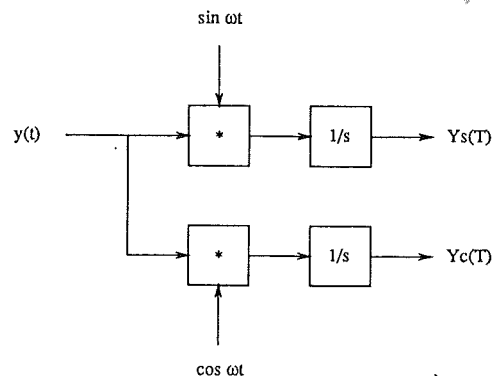 sin ωt
y(t)
*
1/s
Ys(T)
*
1/s
Yc(T)
cos ωt